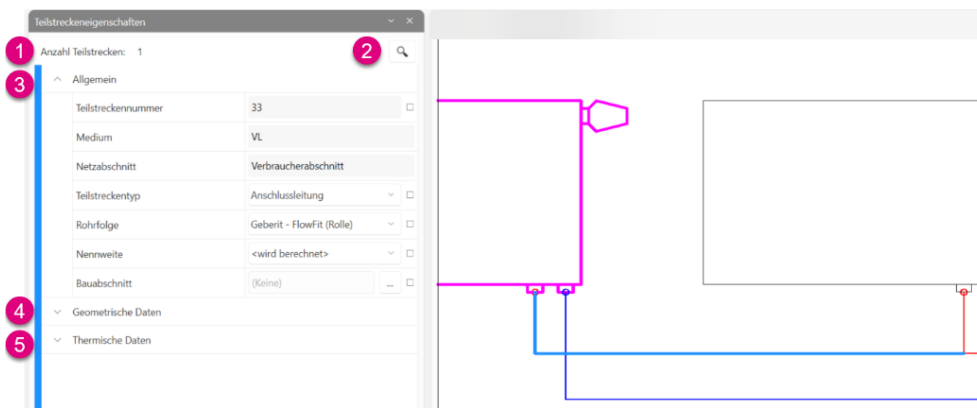 Teilstreckeneigenschaften
1 Anzahl Teilstrecken: 1 2
3 Allgemein
Teilstreckennummer 33
Medium VL
Netzabschnitt Verbraucherabschnitt
Teilstreckentyp Anschlussleitung
Rohrfolge Geberit - FlowFit (Rolle)
Nennweite <wird berechnet>
Bauabschnitt (Keine) ...
4 Geometrische Daten
5 Thermische Daten